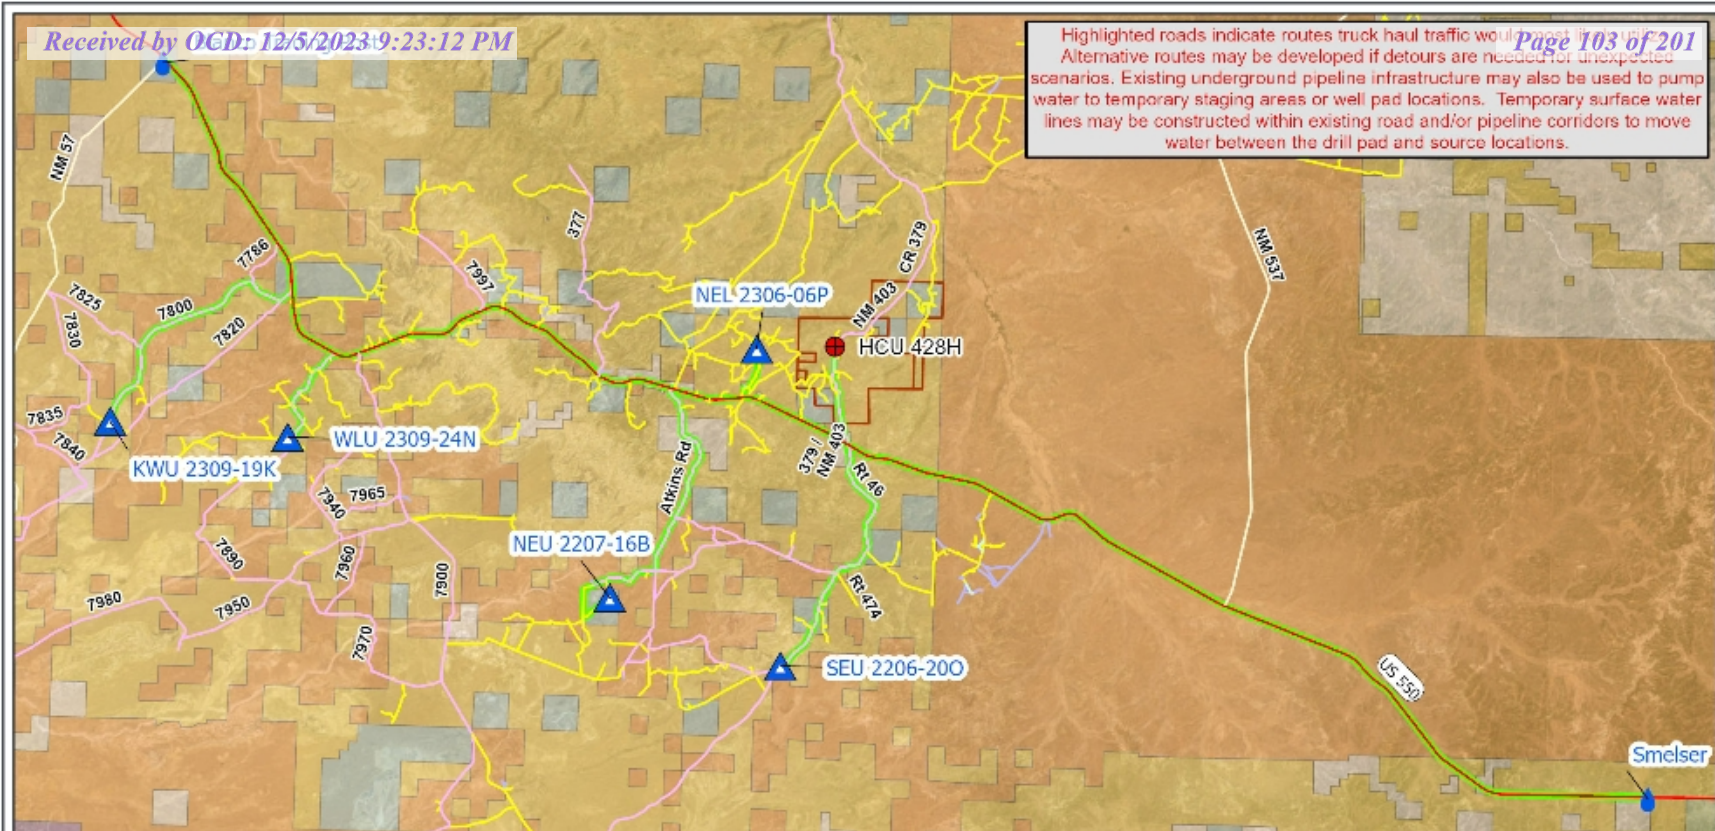 Received by OCD: 12/5/2023 9:23:12 PM
Page 103 of 201
Highlighted roads indicate routes truck haul traffic would most likely utilize.
Alternative routes may be developed if detours are needed for unexpected
scenarios. Existing underground pipeline infrastructure may also be used to pump
water to temporary staging areas or well pad locations. Temporary surface water
lines may be constructed within existing road and/or pipeline corridors to move
water between the drill pad and source locations.
NM 57
377
CR 379
NM 537
7786
7997
7825
7800
NEL 2306-06P
NM 403
7830
7820
HCU 428H
7835
7840
WLU 2309-24N
KWU 2309-19K
379 /
NM 403
Atkins Rd
Rt 46
7965
7940
NEU 2207-16B
7890
7960
7900
Rt 474
7980
7950
7970
SEU 2206-20O
US 550
Smelser